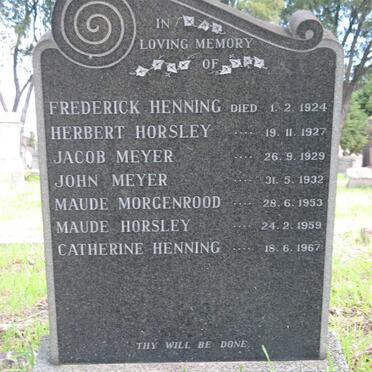 IN
LOVING MEMORY
OF
FREDERICK HENNING DIED 1.2.1924
HERBERT HORSLEY .... 19.11.1927
JACOB MEYER .... 26.9.1929
JOHN MEYER .... 31.5.1932
MAUDE MORGENROOD .... 28.6.1953
MAUDE HORSLEY .... 24.2.1959
CATHERINE HENNING .... 18.6.1967
THY WILL BE DONE